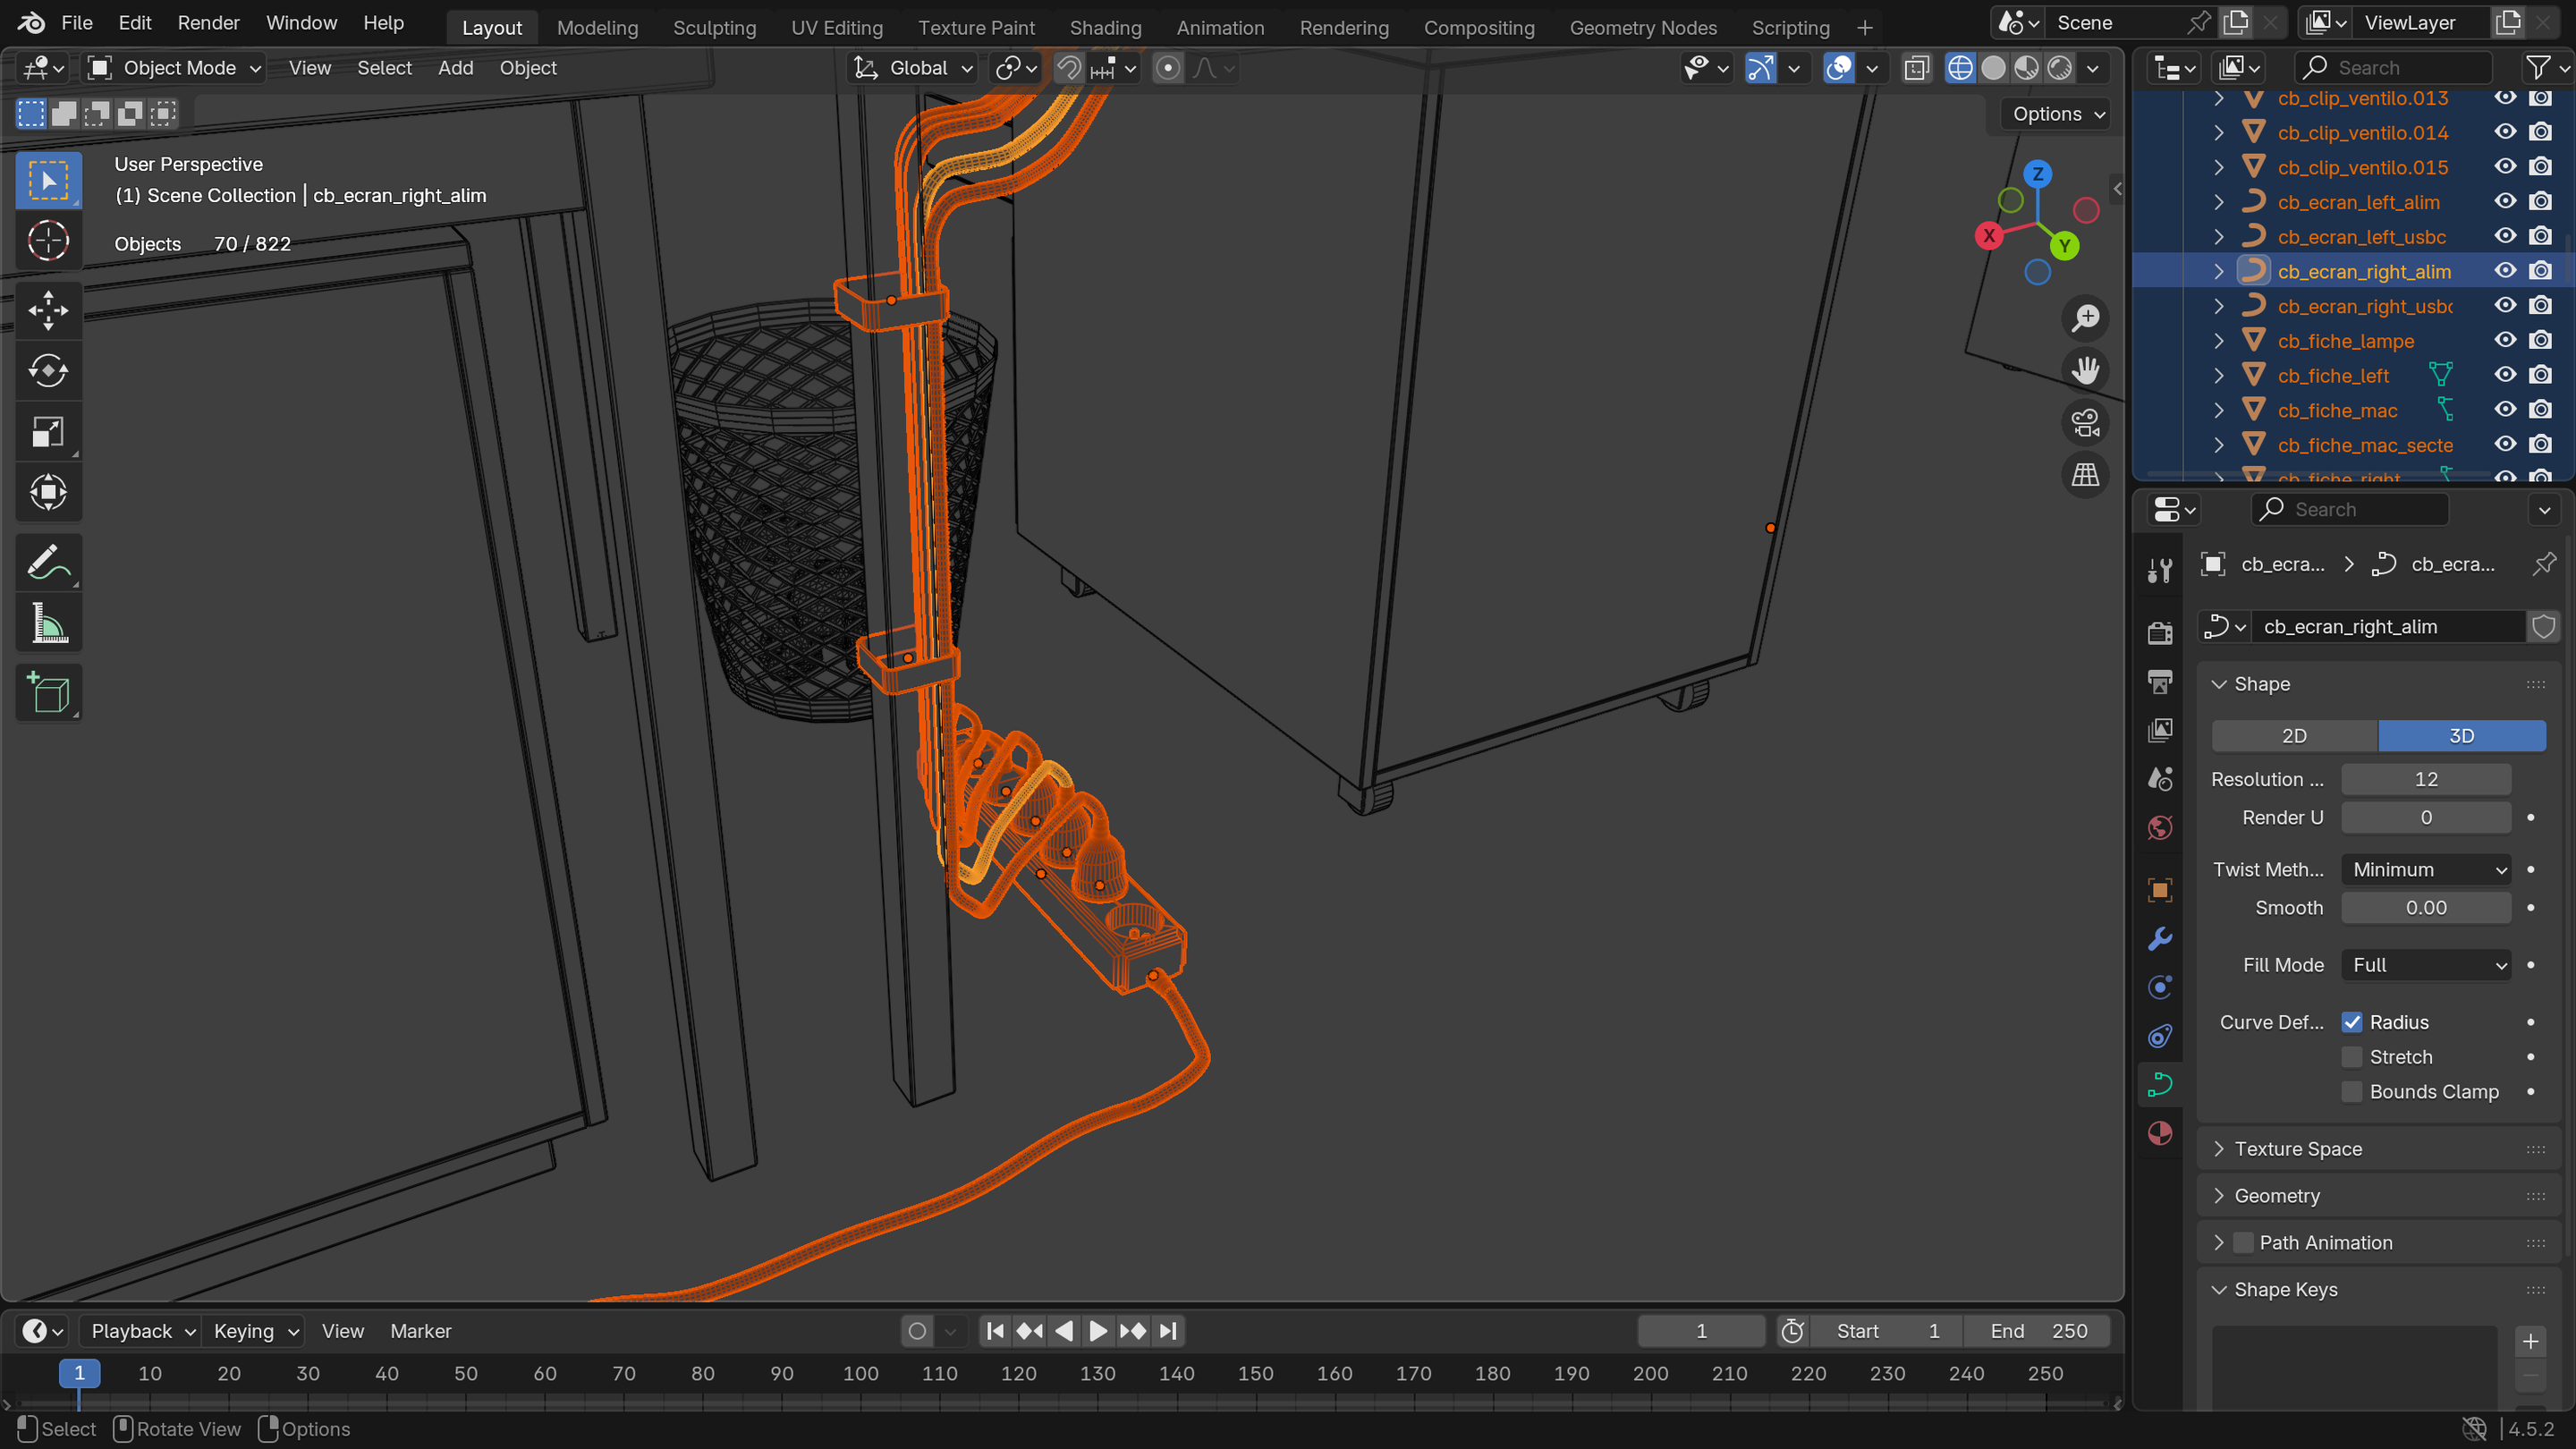 File Edit Render Window Help Layout Modeling Sculpting UV Editing Texture Paint Shading Animation Rendering Compositing Geometry Nodes Scripting + Scene ViewLayer
Object Mode View Select Add Object Global Search
Options
User Perspective
(1) Scene Collection | cb_ecran_right_alim
Objects 70 / 822
Z
X
Y
cb_clip_ventilo.013
cb_clip_ventilo.014
cb_clip_ventilo.015
cb_ecran_left_alim
cb_ecran_left_usbc
cb_ecran_right_alim
cb_ecran_right_usbc
cb_fiche_lampe
cb_fiche_left
cb_fiche_mac
cb_fiche_mac_secte
cb_fiche_right
Search
cb_ecra... cb_ecra...
cb_ecran_right_alim
Shape
2D 3D
Resolution ... 12
Render U 0
Twist Meth... Minimum
Smooth 0.00
Fill Mode Full
Curve Def... Radius
Stretch
Bounds Clamp
Texture Space
Geometry
Path Animation
Shape Keys
Playback Keying View Marker 1 Start 1 End 250
1 10 20 30 40 50 60 70 80 90 100 110 120 130 140 150 160 170 180 190 200 210 220 230 240 250
Select Rotate View Options 4.5.2